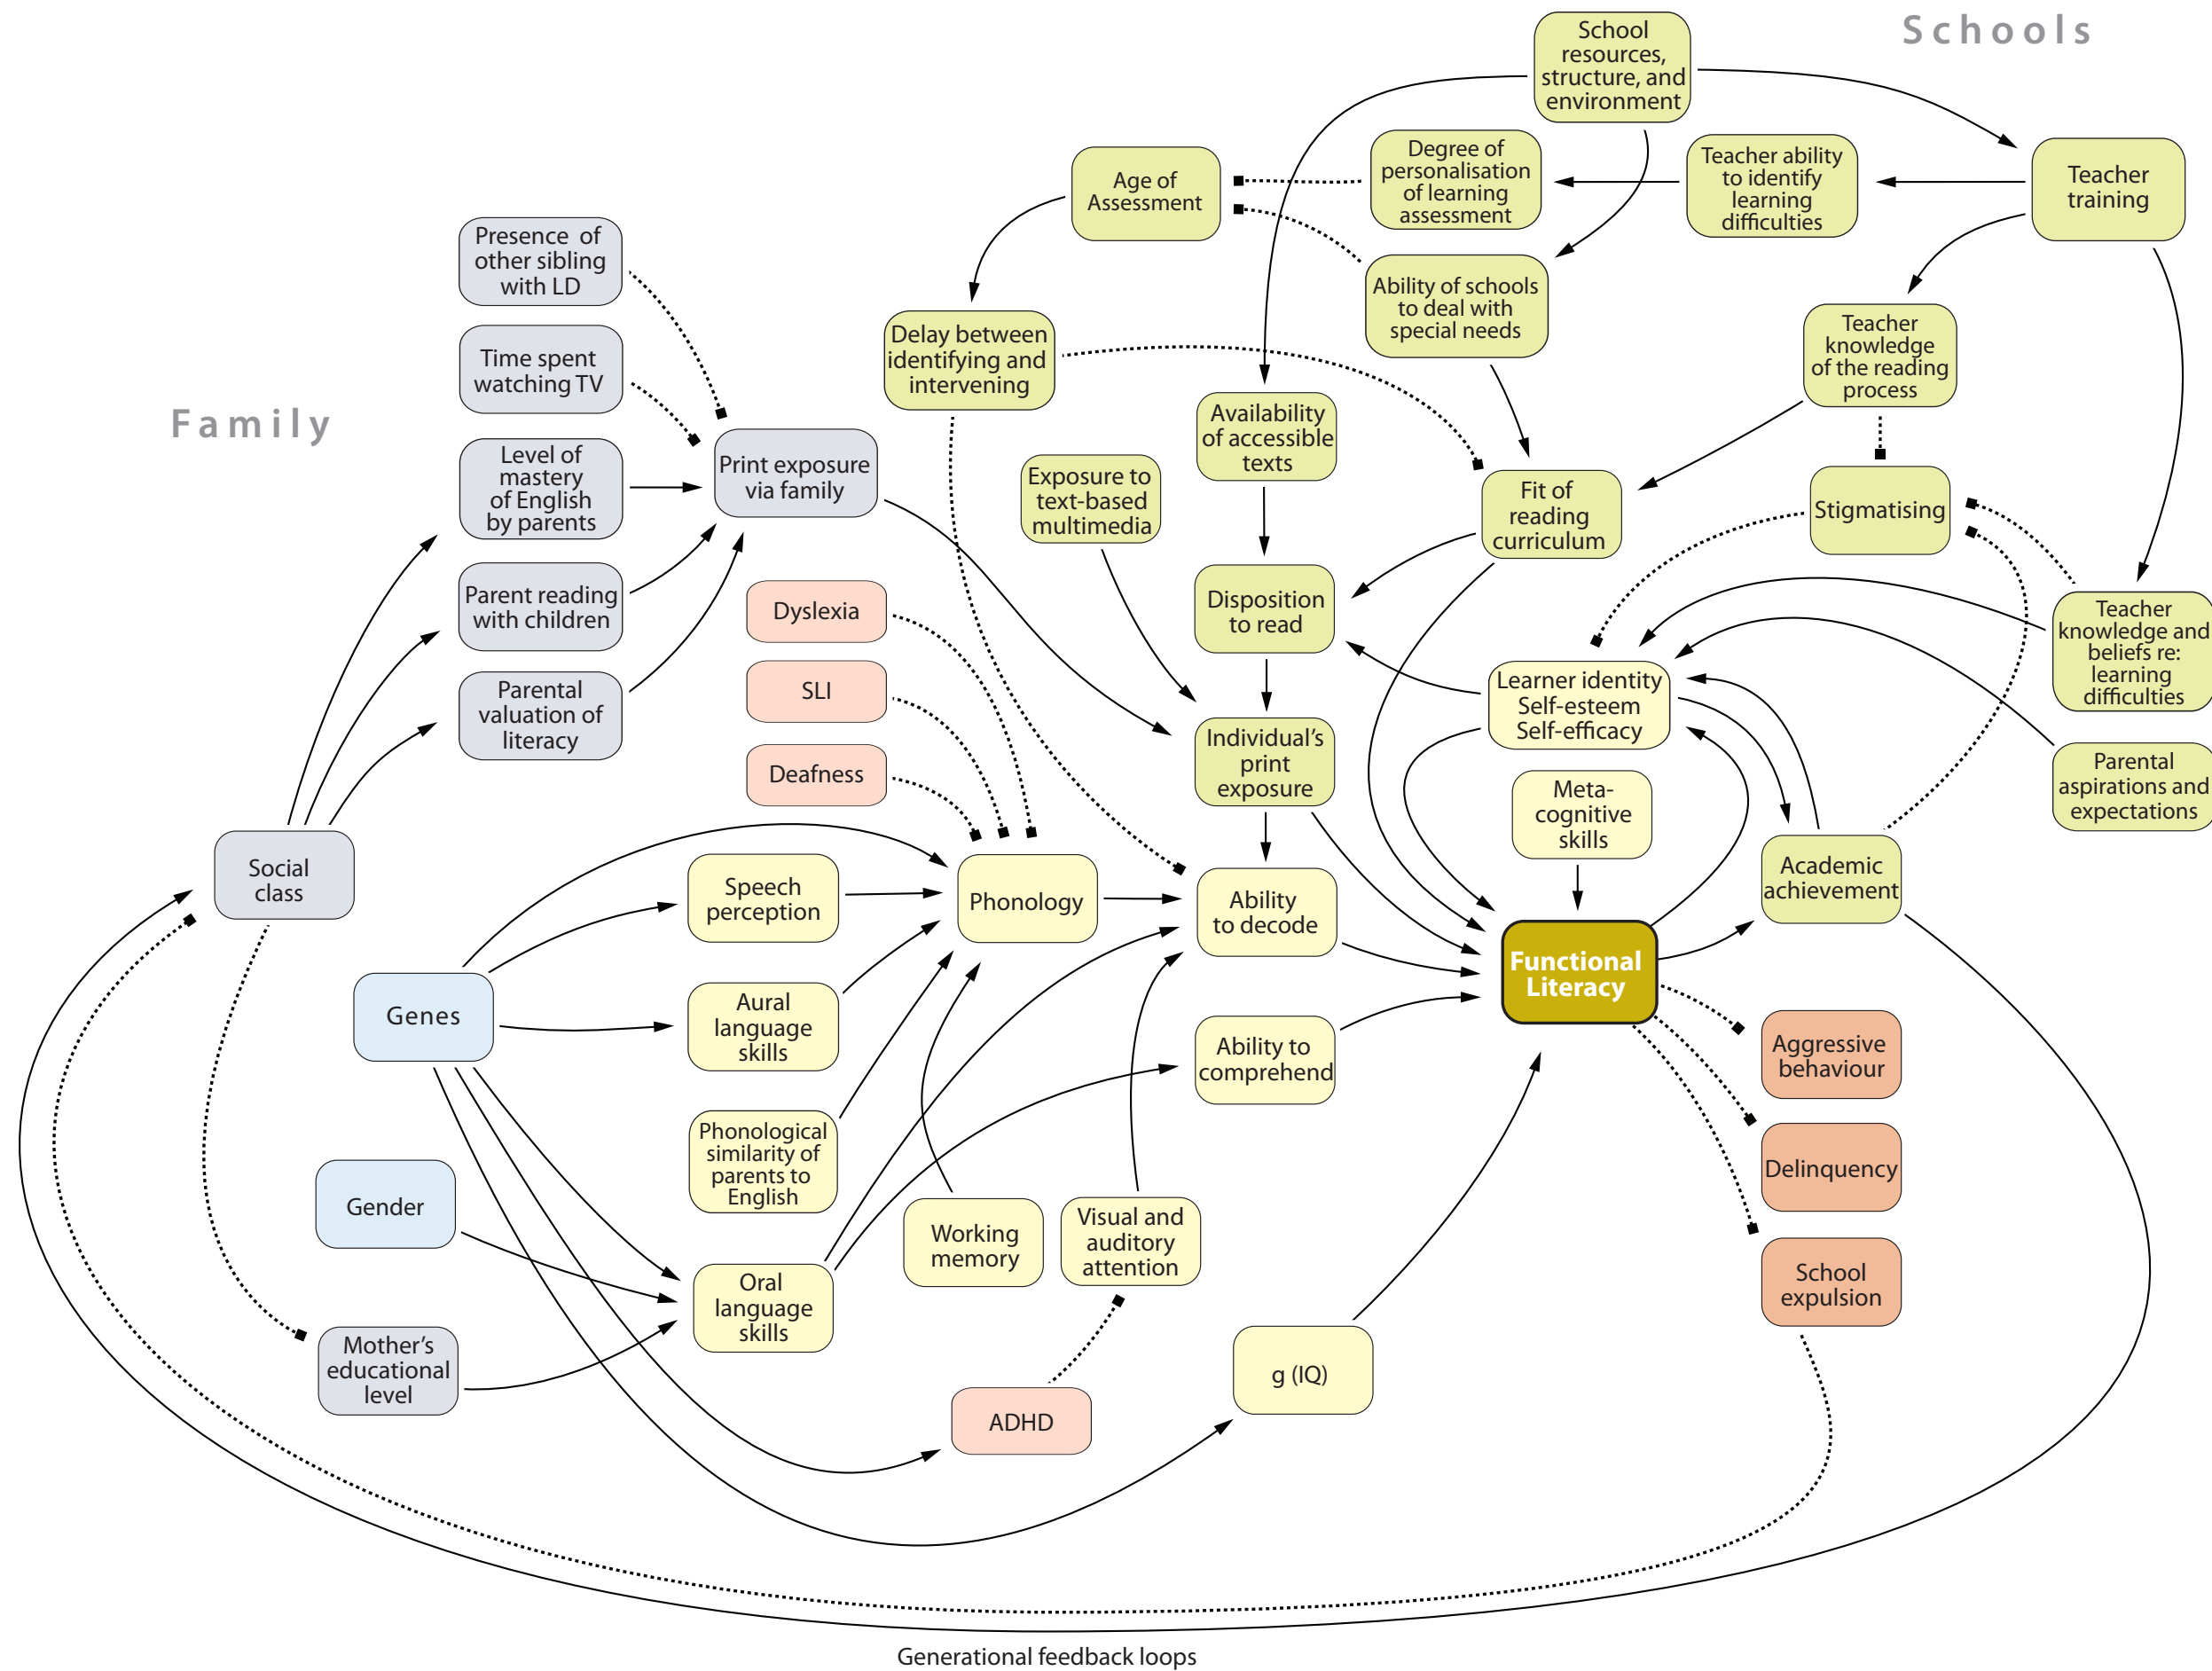 Schools
School
resources,
structure, and
environment
Degree of
personalisation
of learning
assessment
Teacher ability
to identify
learning
difficulties
Teacher
training
Age of
Assessment
Presence of
other sibling
with LD
Ability of schools
to deal with
special needs
Delay between
identifying and
intervening
Teacher
knowledge
of the reading
process
Time spent
watching TV
Family
Availability
of accessible
texts
Level of
mastery
of English
by parents
Print exposure
via family
Exposure to
text-based
multimedia
Fit of
reading
curriculum
Stigmatising
Parent reading
with children
Dyslexia
Disposition
to read
Teacher
knowledge and
beliefs re:
learning
difficulties
Parental
valuation of
literacy
SLI
Learner identity
Self-esteem
Self-efficacy
Deafness
Individual's
print
exposure
Meta-
cognitive
skills
Parental
aspirations and
expectations
Social
class
Speech
perception
Phonology
Ability
to decode
Academic
achievement
Functional
Literacy
Genes
Aural
language
skills
Ability to
comprehend
Aggressive
behaviour
Phonological
similarity of
parents to
English
Delinquency
Gender
Working
memory
Visual and
auditory
attention
Oral
language
skills
School
expulsion
Mother's
educational
level
g (IQ)
ADHD
Generational feedback loops